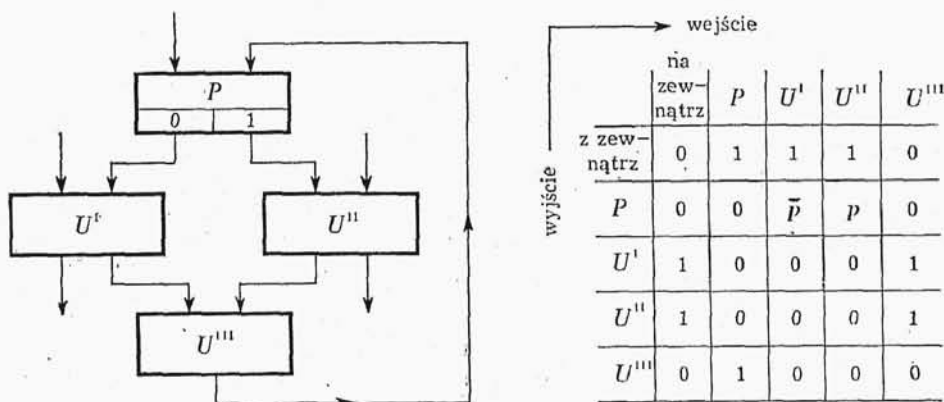 P
0 1
U^I
U^II
U^III
wejście
wyjście
na
zew-
nątrz P U^I U^II U^III
z zew-
nątrz 0 1 1 1 0
P 0 0 p̄ p 0
U^I 1 0 0 0 1
U^II 1 0 0 0 1
U^III 0 1 0 0 0